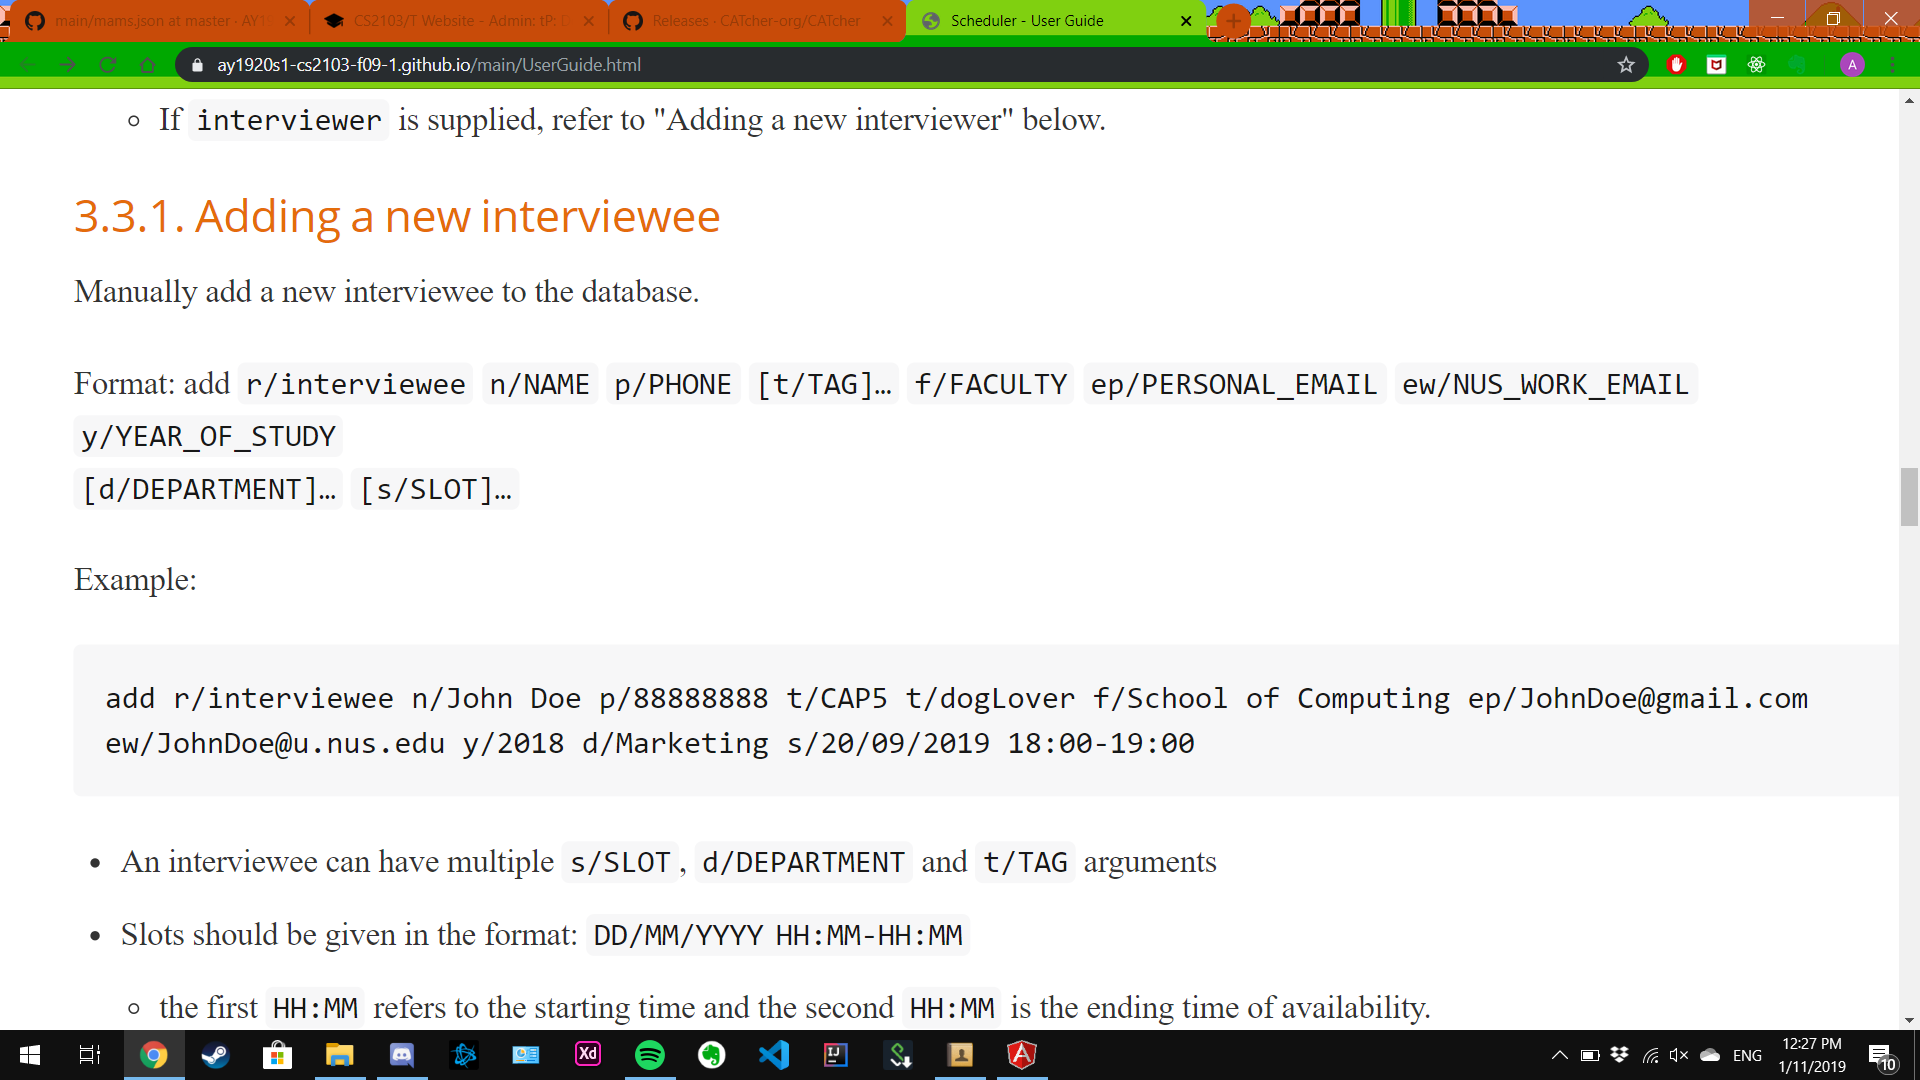 main/mams.json at master · AY19
CS2103/T Website - Admin: tP: D
Releases · CATcher-org/CATcher
Scheduler - User Guide
ay1920s1-cs2103-f09-1.github.io/main/UserGuide.html
A
If interviewer is supplied, refer to "Adding a new interviewer" below.
3.3.1. Adding a new interviewee
Manually add a new interviewee to the database.
Format: add r/interviewee n/NAME p/PHONE [t/TAG]… f/FACULTY ep/PERSONAL_EMAIL ew/NUS_WORK_EMAIL
y/YEAR_OF_STUDY
[d/DEPARTMENT]… [s/SLOT]…
Example:
add r/interviewee n/John Doe p/88888888 t/CAP5 t/dogLover f/School of Computing ep/JohnDoe@gmail.com
ew/JohnDoe@u.nus.edu y/2018 d/Marketing s/20/09/2019 18:00-19:00
An interviewee can have multiple s/SLOT, d/DEPARTMENT and t/TAG arguments
Slots should be given in the format: DD/MM/YYYY HH:MM-HH:MM
the first HH:MM refers to the starting time and the second HH:MM is the ending time of availability.
Xd
IJ
ENG
12:27 PM
1/11/2019
10